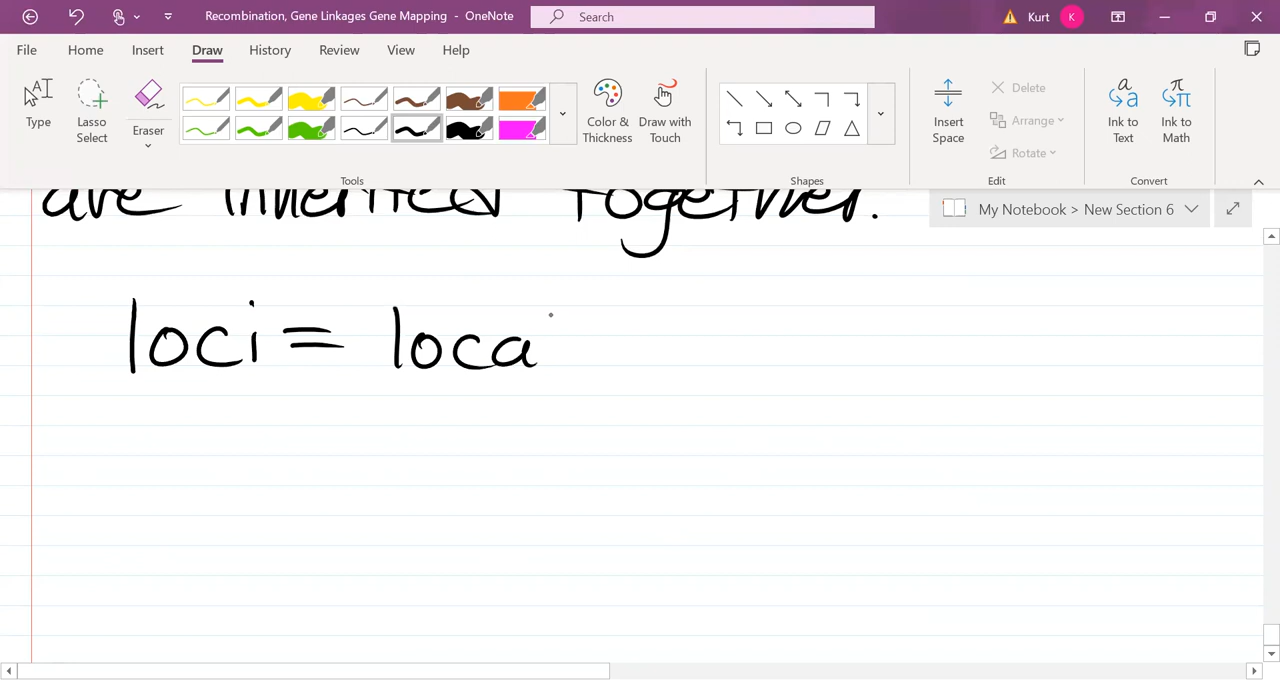 Recombination, Gene Linkages Gene Mapping - OneNote
Search
Kurt
K
File Home Insert Draw History Review View Help
Type
Lasso Select
Eraser
Color & Thickness
Draw with Touch
Insert Space
Delete
Arrange
Rotate
Ink to Text
Ink to Math
Tools
Shapes
Edit
Convert
are inherited together.
My Notebook > New Section 6
loci = loca